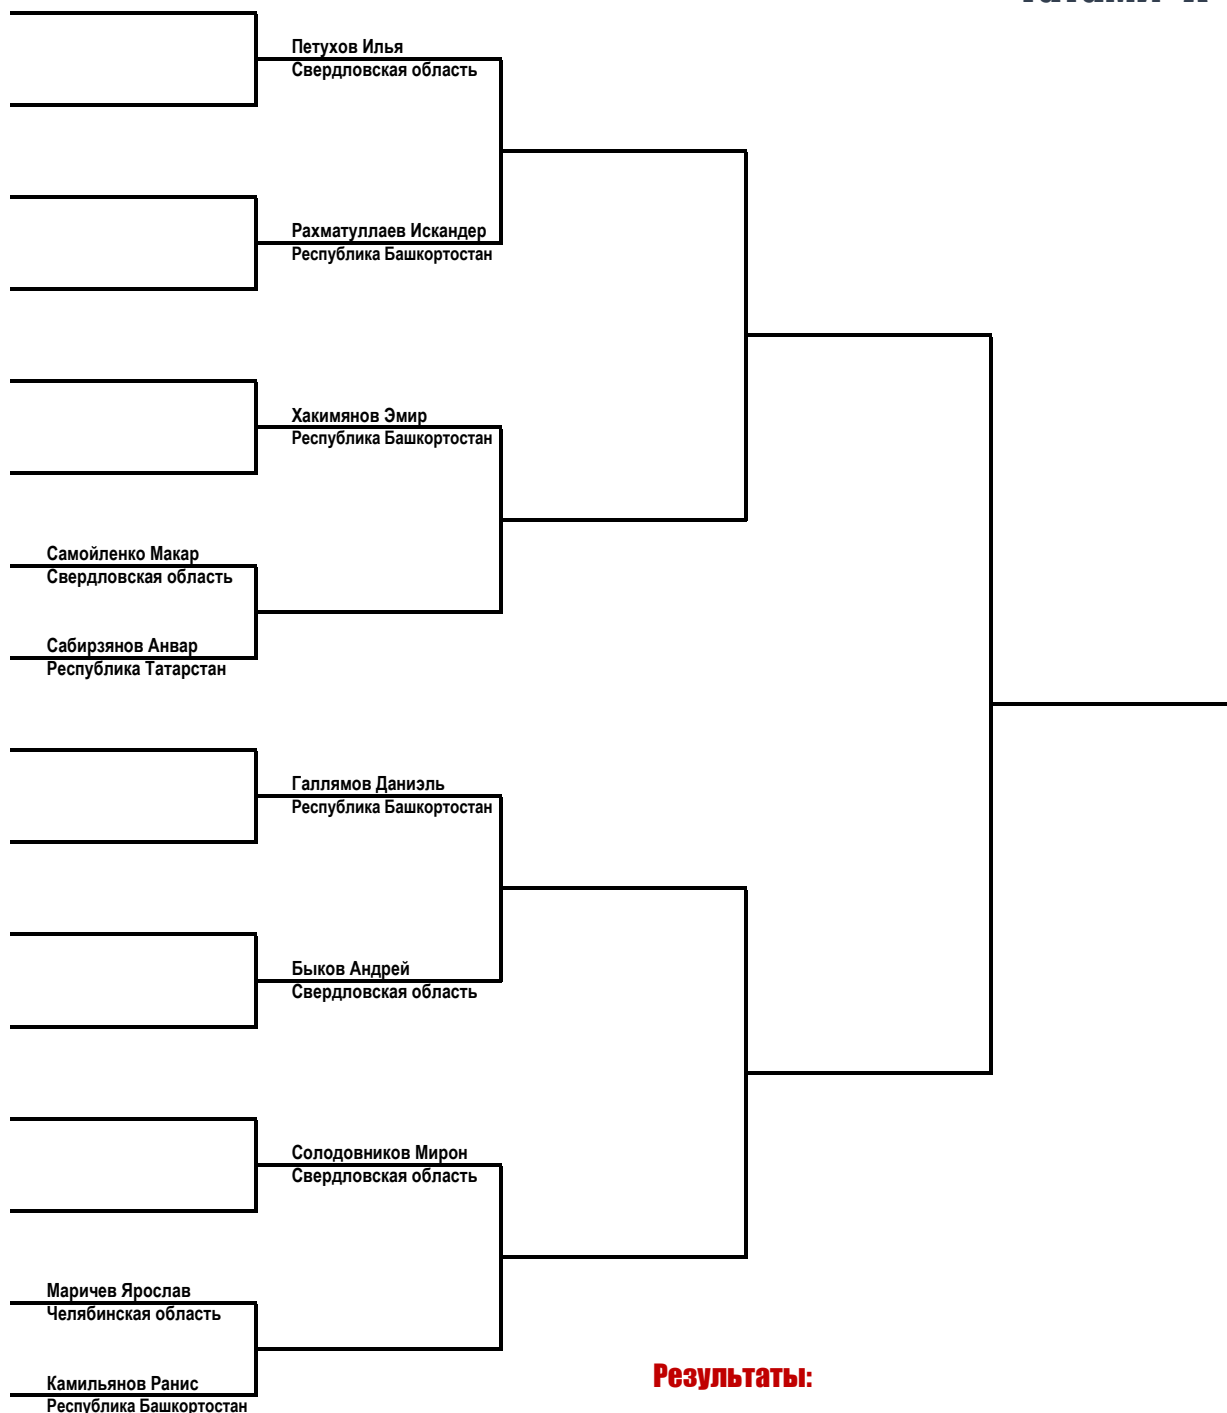 Петухов Илья
Свердловская область
Рахматуллаев Искандер
Республика Башкортостан
Хакимянов Эмир
Республика Башкортостан
Самойленко Макар
Свердловская область
Сабирзянов Анвар
Республика Татарстан
Галлямов Даниэль
Республика Башкортостан
Быков Андрей
Свердловская область
Солодовников Мирон
Свердловская область
Маричев Ярослав
Челябинская область
Результаты:
Камильянов Ранис
Республика Башкортостан